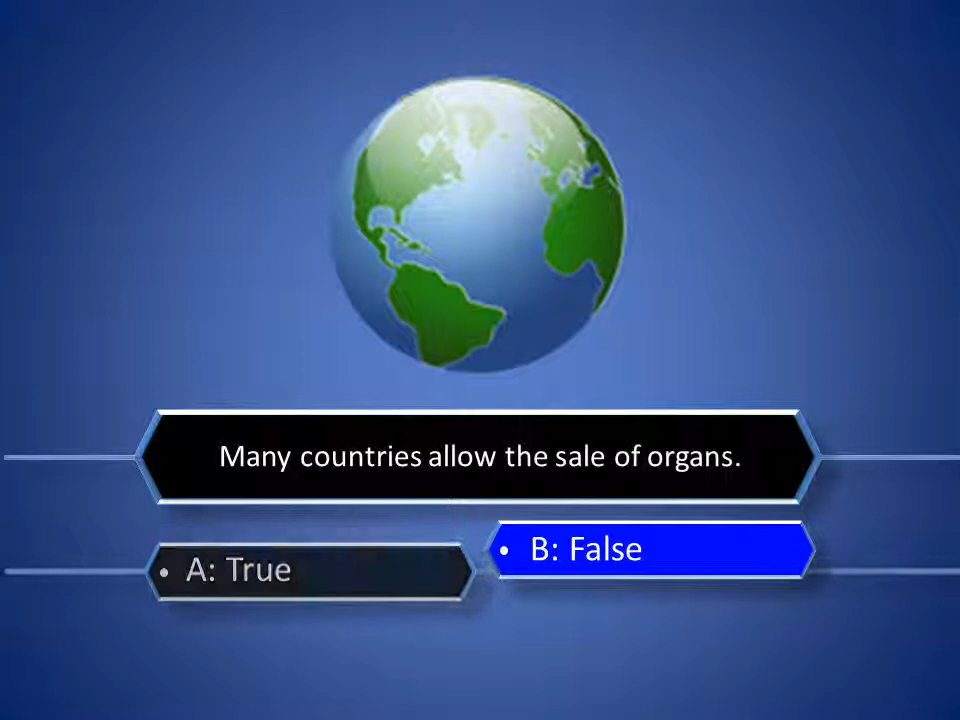 Many countries allow the sale of organs.
• A: True
• B: False